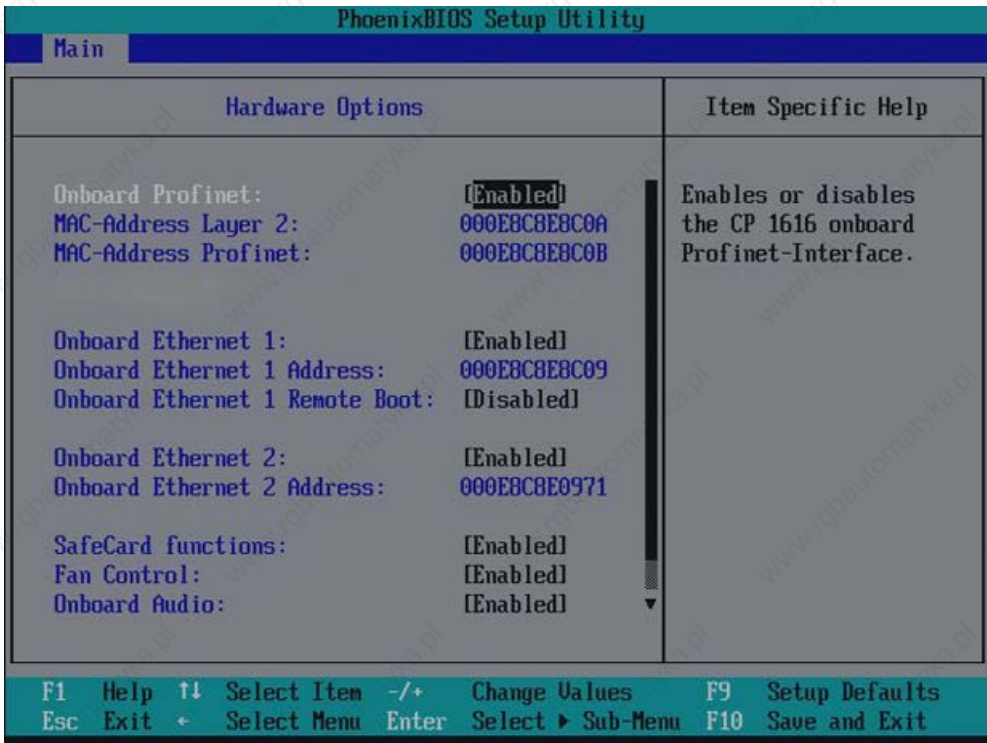 PhoenixBIOS Setup Utility
Main
Hardware Options
Item Specific Help
Onboard Profinet: [Enabled]
MAC-Address Layer 2: 000E8C8E8C0A
MAC-Address Profinet: 000E8C8E8C0B
Onboard Ethernet 1: [Enabled]
Onboard Ethernet 1 Address: 000E8C8E8C09
Onboard Ethernet 1 Remote Boot: [Disabled]
Onboard Ethernet 2: [Enabled]
Onboard Ethernet 2 Address: 000E8C8E0971
SafeCard functions: [Enabled]
Fan Control: [Enabled]
Onboard Audio: [Enabled]
Enables or disables
the CP 1616 onboard
Profinet-Interface.
F1 Help ↑↓ Select Item -/+ Change Values F9 Setup Defaults
Esc Exit ← Select Menu Enter Select ▶ Sub-Menu F10 Save and Exit
www.rgbautomatyka.pl